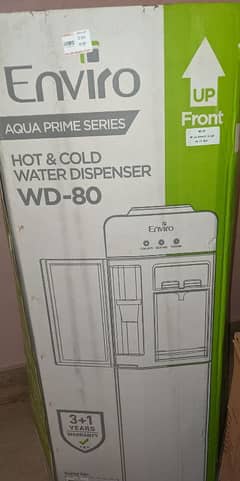 Enviro
AQUA PRIME SERIES
HOT & COLD
WATER DISPENSER
WD-80
UP
Front
Enviro
3+1
YEARS
WARRANTY